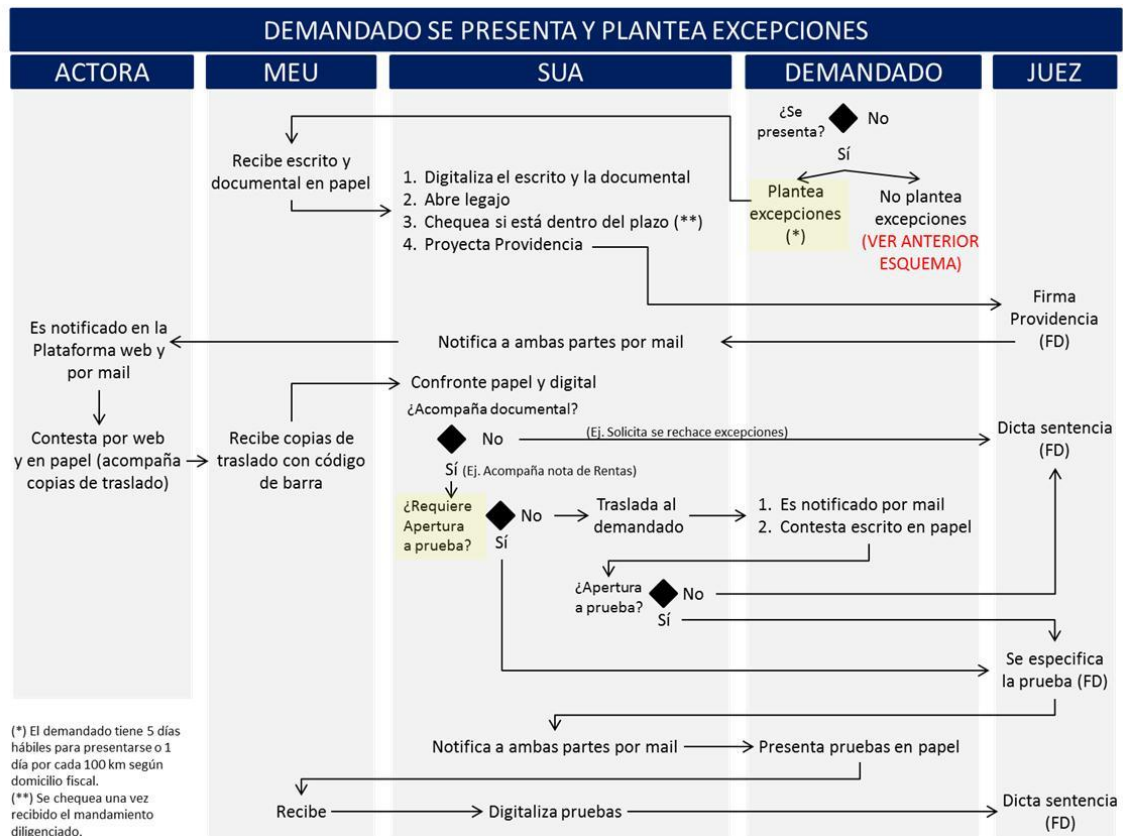 DEMANDADO SE PRESENTA Y PLANTEA EXCEPCIONES
ACTORA
MEU
SUA
DEMANDADO
JUEZ
¿Se
presenta?
No
Sí
Plantea
excepciones
(*)
No plantea
excepciones
(VER ANTERIOR
ESQUEMA)
Recibe escrito y
documental en papel
1. Digitaliza el escrito y la documental
2. Abre legajo
3. Chequea si está dentro del plazo (**)
4. Proyecta Providencia
Firma
Providencia
(FD)
Notifica a ambas partes por mail
Es notificado en la
Plataforma web y
por mail
Contesta por web
y en papel (acompaña
copias de traslado)
Recibe copias de
traslado con código
de barra
Confronte papel y digital
¿Acompaña documental?
No
(Ej. Solicita se rechace excepciones)
Dicta sentencia
(FD)
Sí (Ej. Acompaña nota de Rentas)
¿Requiere
Apertura
a prueba?
No
Sí
Traslada al
demandado
1. Es notificado por mail
2. Contesta escrito en papel
¿Apertura
a prueba?
No
Sí
Se especifica
la prueba (FD)
Notifica a ambas partes por mail
Presenta pruebas en papel
Recibe
Digitaliza pruebas
Dicta sentencia
(FD)
(*) El demandado tiene 5 días
hábiles para presentarse o 1
día por cada 100 km según
domicilio fiscal.
(**) Se chequea una vez
recibido el mandamiento
diligenciado.